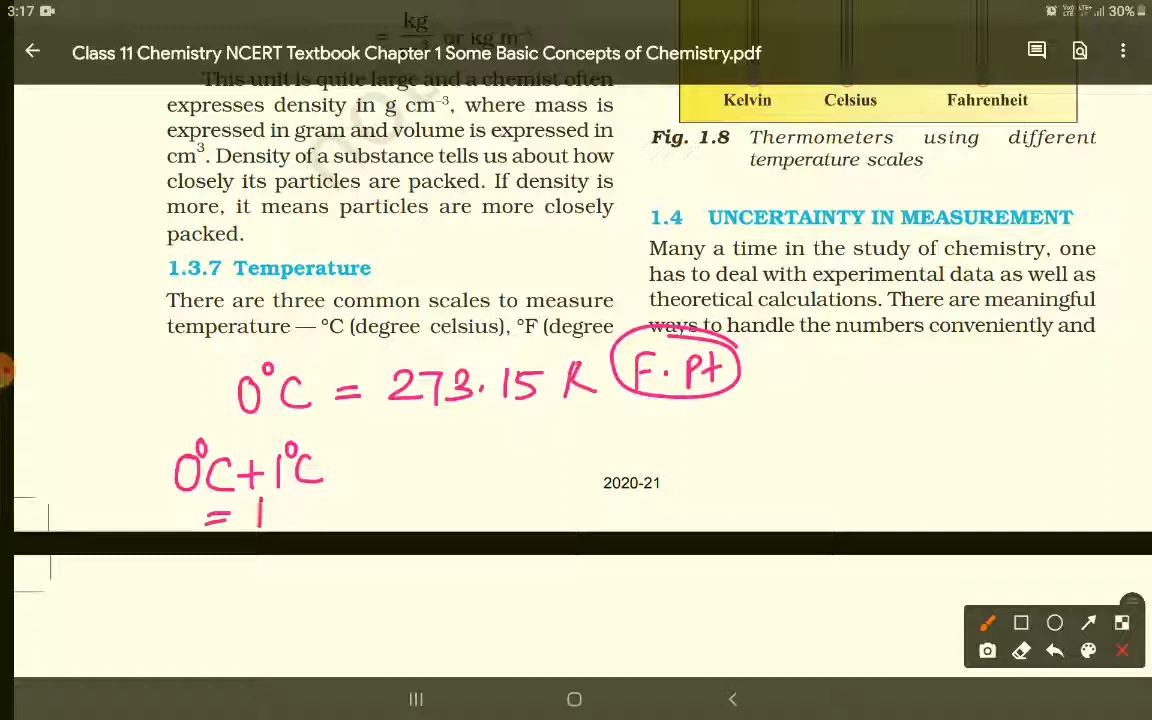 3:17
30%
Class 11 Chemistry NCERT Textbook Chapter 1 Some Basic Concepts of Chemistry.pdf
kg
= or kg m⁻³
This unit is quite large and a chemist often
expresses density in g cm⁻³, where mass is
expressed in gram and volume is expressed in
cm³. Density of a substance tells us about how
closely its particles are packed. If density is
more, it means particles are more closely
packed.
1.3.7 Temperature
There are three common scales to measure
temperature — °C (degree celsius), °F (degree
Kelvin Celsius Fahrenheit
Fig. 1.8 Thermometers using different
temperature scales
1.4 UNCERTAINTY IN MEASUREMENT
Many a time in the study of chemistry, one
has to deal with experimental data as well as
theoretical calculations. There are meaningful
ways to handle the numbers conveniently and
0°C = 273.15 K F.Pt
0°C+1°C
= 1
2020-21